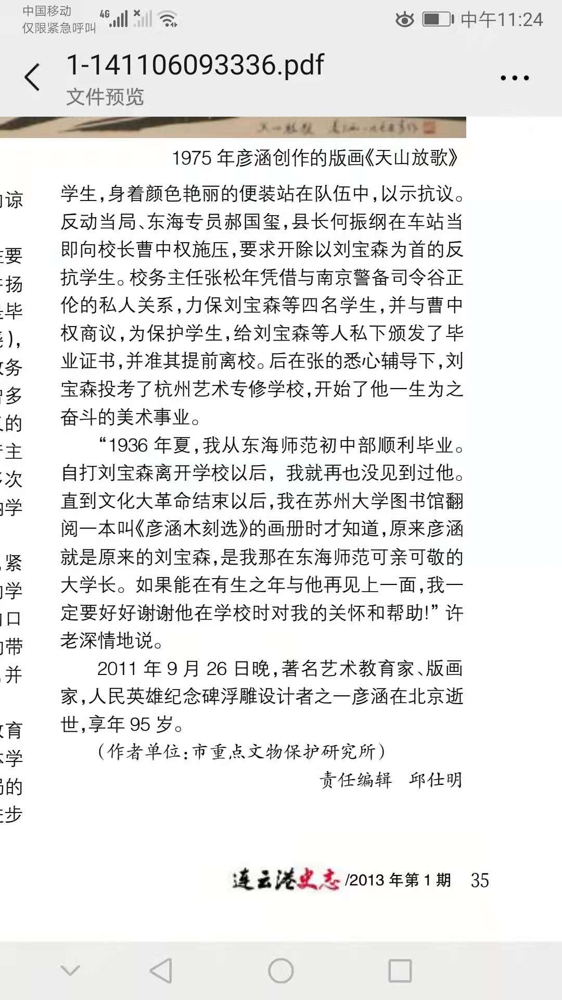 中国移动
仅限紧急呼叫
4G
中午11:24
1-141106093336.pdf
文件预览
1975 年彦涵创作的版画《天山放歌》
谅
要
扬
毕
),
务
多
的
主
次
学
紧
学
口
带
并
育
学
的
步
学生,身着颜色艳丽的便装站在队伍中,以示抗议。
反动当局、东海专员郝国玺,县长何振纲在车站当
即向校长曹中权施压,要求开除以刘宝森为首的反
抗学生。校务主任张松年凭借与南京警备司令谷正
伦的私人关系,力保刘宝森等四名学生,并与曹中
权商议,为保护学生,给刘宝森等人私下颁发了毕
业证书,并准其提前离校。后在张的悉心辅导下,刘
宝森投考了杭州艺术专修学校,开始了他一生为之
奋斗的美术事业。
“1936 年夏,我从东海师范初中部顺利毕业。
自打刘宝森离开学校以后，我就再也没见到过他。
直到文化大革命结束以后,我在苏州大学图书馆翻
阅一本叫《彦涵木刻选》的画册时才知道,原来彦涵
就是原来的刘宝森,是我那在东海师范可亲可敬的
大学长。如果能在有生之年与他再见上一面,我一
定要好好谢谢他在学校时对我的关怀和帮助!”许
老深情地说。
2011 年 9 月 26 日晚,著名艺术教育家、版画
家,人民英雄纪念碑浮雕设计者之一彦涵在北京逝
世,享年 95 岁。
(作者单位:市重点文物保护研究所)
责任编辑 邱仕明
连云港史志/2013 年第 1 期 35